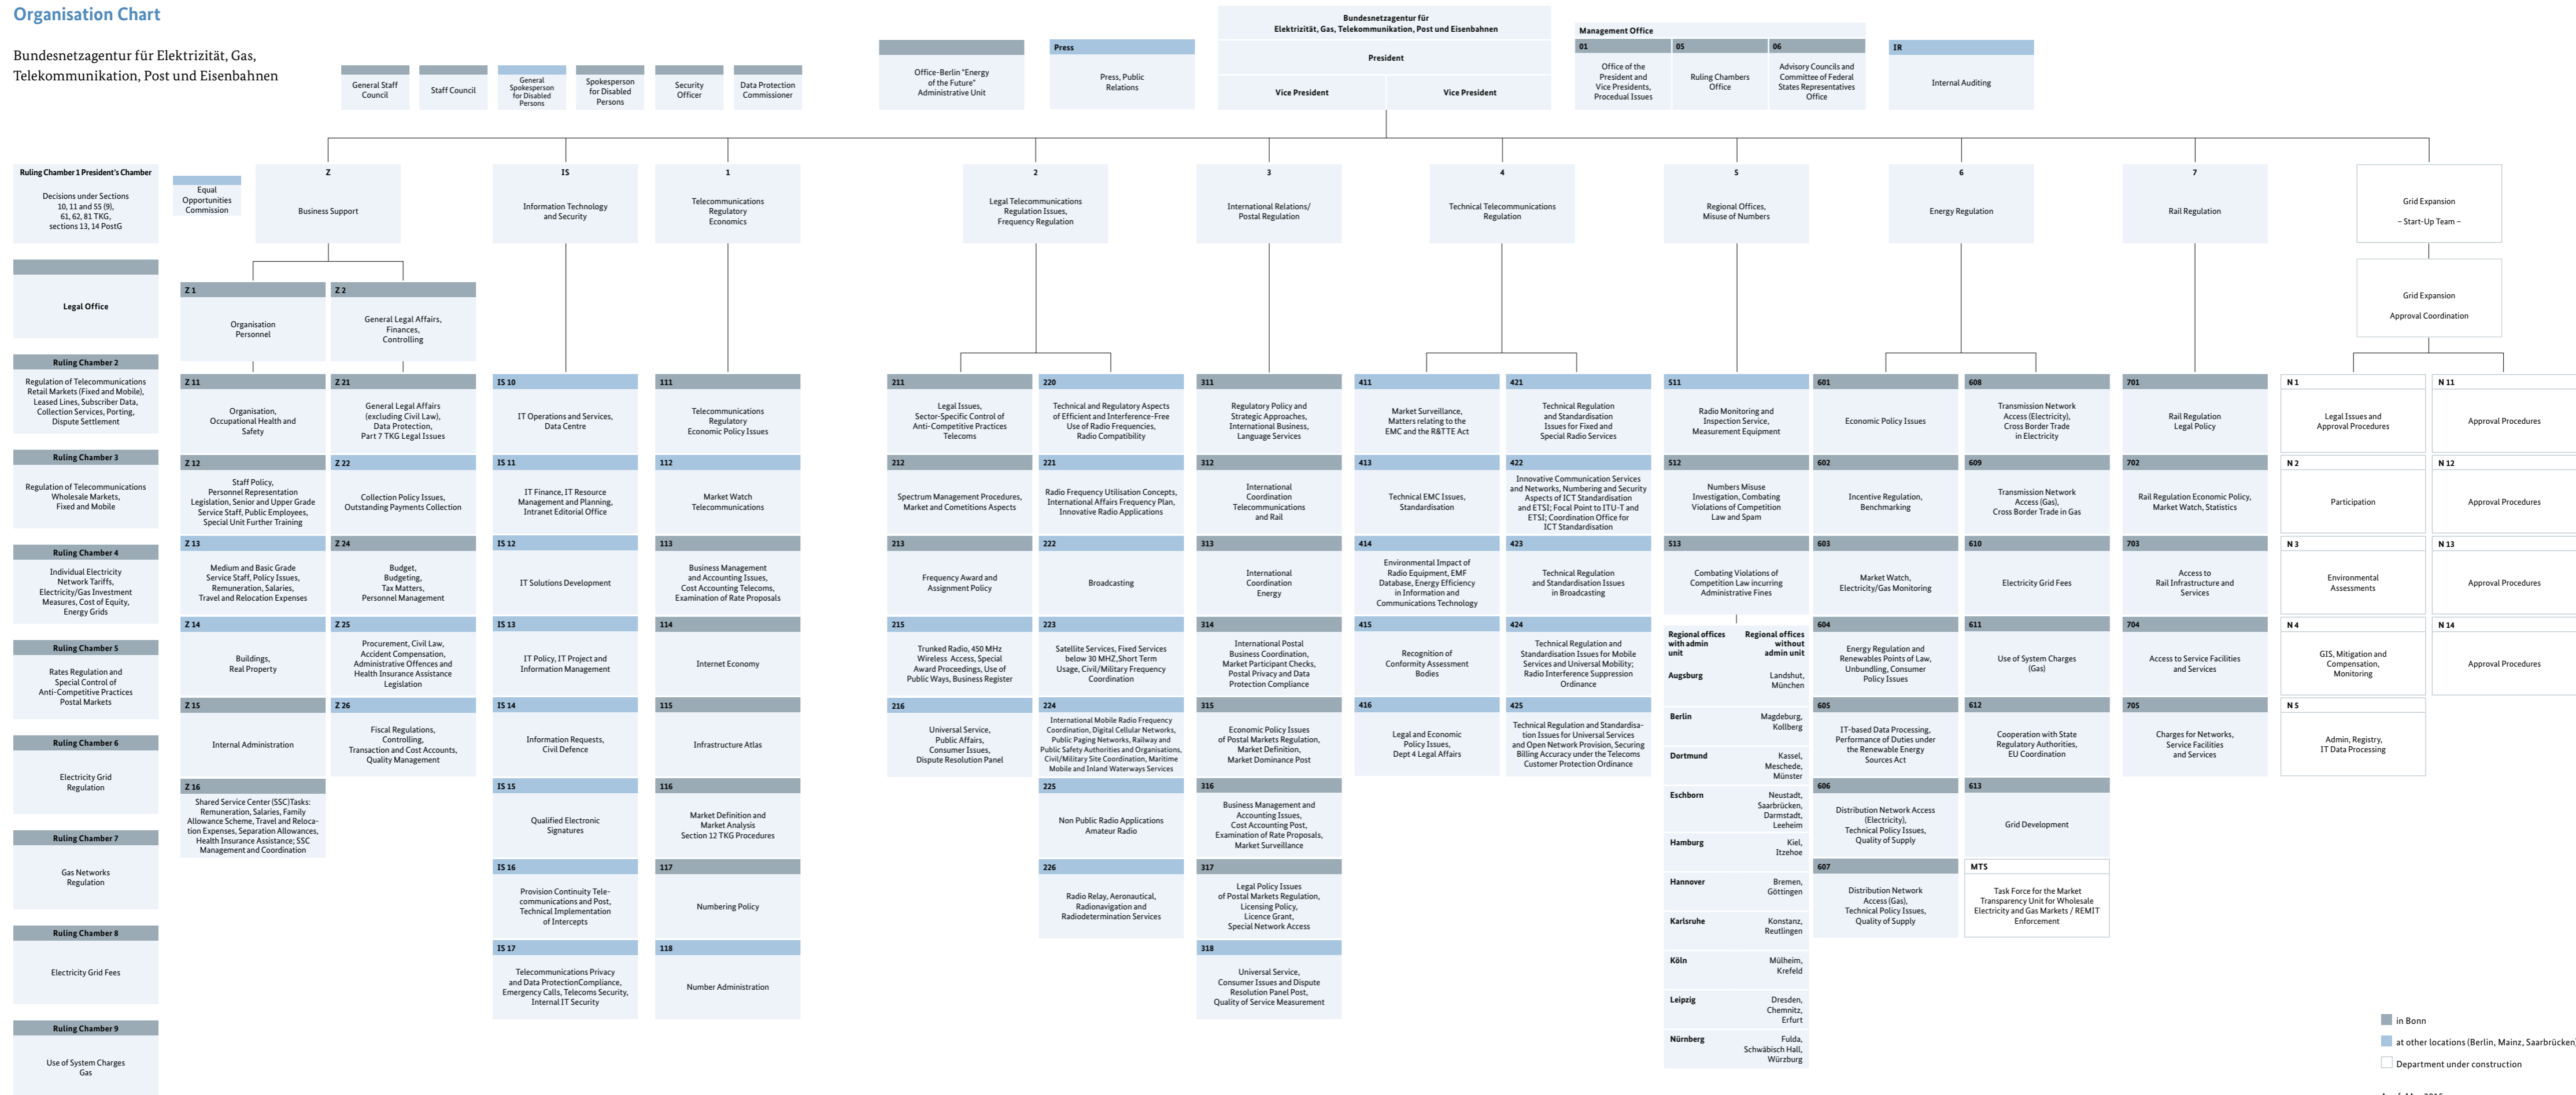 Organisation Chart
Bundesnetzagentur für Elektrizität, Gas,
Telekommunikation, Post und Eisenbahnen
General Staff
Council
Staff Council
General
Spokesperson
for Disabled
Persons
Spokesperson
for Disabled
Persons
Security
Officer
Data Protection
Commissioner
Office-Berlin "Energy
of the Future"
Administrative Unit
Press
Press, Public
Relations
Bundesnetzagentur für
Elektrizität, Gas, Telekommunikation, Post und Eisenbahnen
President
Vice President
Vice President
Management Office
01
Office of the
President and
Vice Presidents,
Procedual Issues
05
Ruling Chambers
Office
06
Advisory Councils and
Committee of Federal
States Representatives
Office
IR
Internal Auditing
Ruling Chamber 1 President's Chamber
Decisions under Sections
10, 11 and 55 (9),
61, 62, 81 TKG,
sections 13, 14 PostG
Legal Office
Ruling Chamber 2
Regulation of Telecommunications
Retail Markets (Fixed and Mobile),
Leased Lines, Subscriber Data,
Collection Services, Porting,
Dispute Settlement
Ruling Chamber 3
Regulation of Telecommunications
Wholesale Markets,
Fixed and Mobile
Ruling Chamber 4
Individual Electricity
Network Tariffs,
Electricity/Gas Investment
Measures, Cost of Equity,
Energy Grids
Ruling Chamber 5
Rates Regulation and
Special Control of
Anti-Competitive Practices
Postal Markets
Ruling Chamber 6
Electricity Grid
Regulation
Ruling Chamber 7
Gas Networks
Regulation
Ruling Chamber 8
Electricity Grid Fees
Ruling Chamber 9
Use of System Charges
Gas
Equal
Opportunities
Commission
Z
Business Support
Z 1
Organisation
Personnel
Z 2
General Legal Affairs,
Finances,
Controlling
Z 11
Organisation,
Occupational Health and
Safety
Z 12
Staff Policy,
Personnel Representation
Legislation, Senior and Upper Grade
Service Staff, Public Employees,
Special Unit Further Training
Z 13
Medium and Basic Grade
Service Staff, Policy Issues,
Remuneration, Salaries,
Travel and Relocation Expenses
Z 14
Buildings,
Real Property
Z 15
Internal Administration
Z 16
Shared Service Center (SSC)Tasks:
Remuneration, Salaries, Family
Allowance Scheme, Travel and Reloca-
tion Expenses, Separation Allowances,
Health Insurance Assistance; SSC
Management and Coordination
Z 21
General Legal Affairs
(excluding Civil Law),
Data Protection,
Part 7 TKG Legal Issues
Z 22
Collection Policy Issues,
Outstanding Payments Collection
Z 24
Budget,
Budgeting,
Tax Matters,
Personnel Management
Z 25
Procurement, Civil Law,
Accident Compensation,
Administrative Offences and
Health Insurance Assistance
Legislation
Z 26
Fiscal Regulations,
Controlling,
Transaction and Cost Accounts,
Quality Management
IS
Information Technology
and Security
IS 10
IT Operations and Services,
Data Centre
IS 11
IT Finance, IT Resource
Management and Planning,
Intranet Editorial Office
IS 12
IT Solutions Development
IS 13
IT Policy, IT Project and
Information Management
IS 14
Information Requests,
Civil Defence
IS 15
Qualified Electronic
Signatures
IS 16
Provision Continuity Tele-
communications and Post,
Technical Implementation
of Intercepts
IS 17
Telecommunications Privacy
and Data ProtectionCompliance,
Emergency Calls, Telecoms Security,
Internal IT Security
1
Telecommunications
Regulatory
Economics
111
Telecommunications
Regulatory
Economic Policy Issues
112
Market Watch
Telecommunications
113
Business Management
and Accounting Issues,
Cost Accounting Telecoms,
Examination of Rate Proposals
114
Internet Economy
115
Infrastructure Atlas
116
Market Definition and
Market Analysis
Section 12 TKG Procedures
117
Numbering Policy
118
Number Administration
2
Legal Telecommunications
Regulation Issues,
Frequency Regulation
211
Legal Issues,
Sector-Specific Control of
Anti-Competitive Practices
Telecoms
212
Spectrum Management Procedures,
Market and Cometitions Aspects
213
Frequency Award and
Assignment Policy
215
Trunked Radio, 450 MHz
Wireless Access, Special
Award Proceedings, Use of
Public Ways, Business Register
216
Universal Service,
Public Affairs,
Consumer Issues,
Dispute Resolution Panel
220
Technical and Regulatory Aspects
of Efficient and Interference-Free
Use of Radio Frequencies,
Radio Compatibility
221
Radio Frequency Utilisation Concepts,
International Affairs Frequency Plan,
Innovative Radio Applications
222
Broadcasting
223
Satellite Services, Fixed Services
below 30 MHZ,Short Term
Usage, Civil/Military Frequency
Coordination
224
International Mobile Radio Frequency
Coordination, Digital Cellular Networks,
Public Paging Networks, Railway and
Public Safety Authorities and Organisations,
Civil/Military Site Coordination, Maritime
Mobile and Inland Waterways Services
225
Non Public Radio Applications
Amateur Radio
226
Radio Relay, Aeronautical,
Radionavigation and
Radiodetermination Services
3
International Relations/
Postal Regulation
311
Regulatory Policy and
Strategic Approaches,
International Business,
Language Services
312
International
Coordination
Telecommunications
and Rail
313
International
Coordination
Energy
314
International Postal
Business Coordination,
Market Participant Checks,
Postal Privacy and Data
Protection Compliance
315
Economic Policy Issues
of Postal Markets Regulation,
Market Definition,
Market Dominance Post
316
Business Management and
Accounting Issues,
Cost Accounting Post,
Examination of Rate Proposals,
Market Surveillance
317
Legal Policy Issues
of Postal Markets Regulation,
Licensing Policy,
Licence Grant,
Special Network Access
318
Universal Service,
Consumer Issues and Dispute
Resolution Panel Post,
Quality of Service Measurement
4
Technical Telecommunications
Regulation
411
Market Surveillance,
Matters relating to the
EMC and the R&TTE Act
413
Technical EMC Issues,
Standardisation
414
Environmental Impact of
Radio Equipment, EMF
Database, Energy Efficiency
in Information and
Communications Technology
415
Recognition of
Conformity Assessment
Bodies
416
Legal and Economic
Policy Issues,
Dept 4 Legal Affairs
421
Technical Regulation
and Standardisation
Issues for Fixed and
Special Radio Services
422
Innovative Communication Services
and Networks, Numbering and Security
Aspects of ICT Standardisation
and ETSI; Focal Point to ITU-T and
ETSI; Coordination Office for
ICT Standardisation
423
Technical Regulation
and Standardisation Issues
in Broadcasting
424
Technical Regulation and
Standardisation Issues for Mobile
Services and Universal Mobility;
Radio Interference Suppression
Ordinance
425
Technical Regulation and Standardisa-
tion Issues for Universal Services
and Open Network Provision, Securing
Billing Accuracy under the Telecoms
Customer Protection Ordinance
5
Regional Offices,
Misuse of Numbers
511
Radio Monitoring and
Inspection Service,
Measurement Equipment
512
Numbers Misuse
Investigation, Combating
Violations of Competition
Law and Spam
513
Combating Violations of
Competition Law incurring
Administrative Fines
Regional offices
with admin
unit
Regional offices
without
admin unit
Augsburg
Landshut,
München
Berlin
Magdeburg,
Kollberg
Dortmund
Kassel,
Meschede,
Münster
Eschborn
Neustadt,
Saarbrücken,
Darmstadt,
Leeheim
Hamburg
Kiel,
Itzehoe
Hannover
Bremen,
Göttingen
Karlsruhe
Konstanz,
Reutlingen
Köln
Mülheim,
Krefeld
Leipzig
Dresden,
Chemnitz,
Erfurt
Nürnberg
Fulda,
Schwäbisch Hall,
Würzburg
6
Energy Regulation
601
Economic Policy Issues
602
Incentive Regulation,
Benchmarking
603
Market Watch,
Electricity/Gas Monitoring
604
Energy Regulation and
Renewables Points of Law,
Unbundling, Consumer
Policy Issues
605
IT-based Data Processing,
Performance of Duties under
the Renewable Energy
Sources Act
606
Distribution Network Access
(Electricity),
Technical Policy Issues,
Quality of Supply
607
Distribution Network
Access (Gas),
Technical Policy Issues,
Quality of Supply
608
Transmission Network
Access (Electricity),
Cross Border Trade
in Electricity
609
Transmission Network
Access (Gas),
Cross Border Trade in Gas
610
Electricity Grid Fees
611
Use of System Charges
(Gas)
612
Cooperation with State
Regulatory Authorities,
EU Coordination
613
Grid Development
MTS
Task Force for the Market
Transparency Unit for Wholesale
Electricity and Gas Markets / REMIT
Enforcement
7
Rail Regulation
701
Rail Regulation
Legal Policy
702
Rail Regulation Economic Policy,
Market Watch, Statistics
703
Access to
Rail Infrastructure and
Services
704
Access to Service Facilities
and Services
705
Charges for Networks,
Service Facilities
and Services
Grid Expansion
– Start-Up Team –
Grid Expansion
Approval Coordination
N 1
Legal Issues and
Approval Procedures
N 2
Participation
N 3
Environmental
Assessments
N 4
GIS, Mitigation and
Compensation,
Monitoring
N 5
Admin, Registry,
IT Data Processing
N 11
Approval Procedures
N 12
Approval Procedures
N 13
Approval Procedures
N 14
Approval Procedures
in Bonn
at other locations (Berlin, Mainz, Saarbrücken
Department under construction